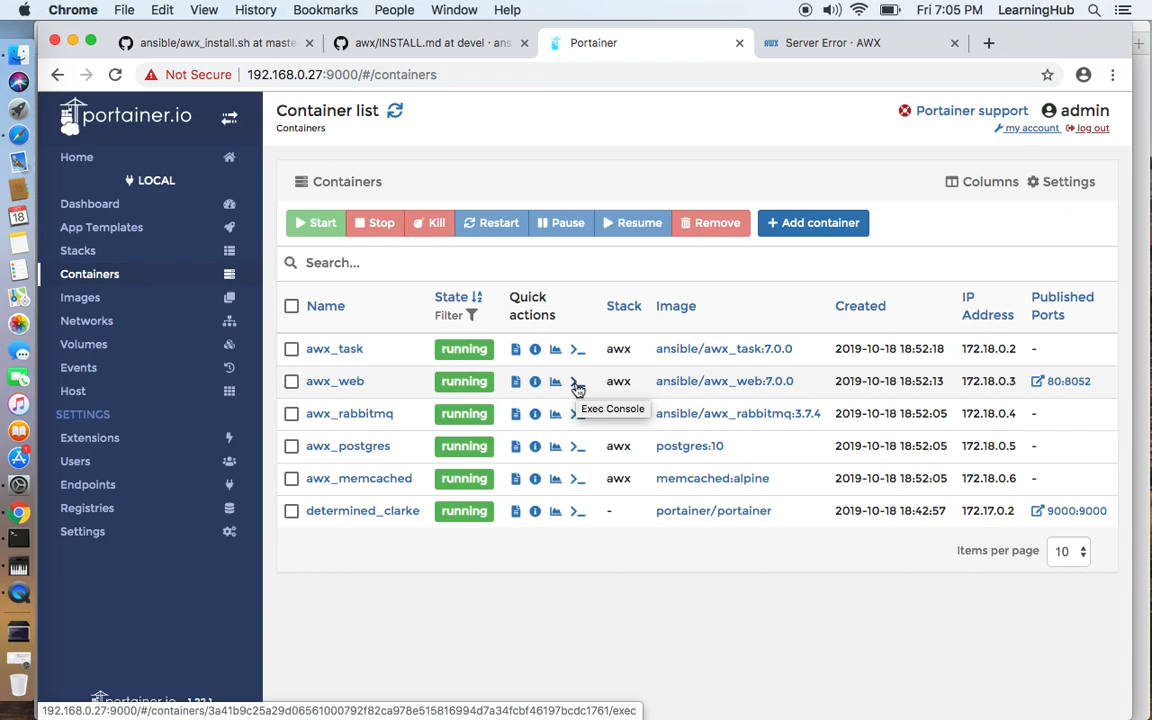 Chrome File Edit View History Bookmarks People Window Help Fri 7:05 PM LearningHub
ansible/awx_install.sh at maste
awx/INSTALL.md at devel · ans
Portainer
AWX Server Error · AWX
Not Secure 192.168.0.27:9000/#/containers
portainer.io
Home
LOCAL
Dashboard
App Templates
Stacks
Containers
Images
Networks
Volumes
Events
Host
SETTINGS
Extensions
Users
Endpoints
Registries
Settings
portainer.io 1.22.1
Container list
Containers
Portainer support admin
my account log out
Containers
Columns Settings
Start Stop Kill Restart Pause Resume Remove + Add container
Search...
Name State Filter Quick actions Stack Image Created IP Address Published Ports
awx_task running >_ awx ansible/awx_task:7.0.0 2019-10-18 18:52:18 172.18.0.2 -
awx_web running awx ansible/awx_web:7.0.0 2019-10-18 18:52:13 172.18.0.3 80:8052
Exec Console
awx_rabbitmq running ansible/awx_rabbitmq:3.7.4 2019-10-18 18:52:05 172.18.0.4 -
awx_postgres running >_ awx postgres:10 2019-10-18 18:52:05 172.18.0.5 -
awx_memcached running >_ awx memcached:alpine 2019-10-18 18:52:05 172.18.0.6 -
determined_clarke running >_ - portainer/portainer 2019-10-18 18:42:57 172.17.0.2 9000:9000
Items per page 10
192.168.0.27:9000/#/containers/3a41b9c25a29d06561000792f82ca978e515816994d7a34fcbf46197bcdc1761/exec
18